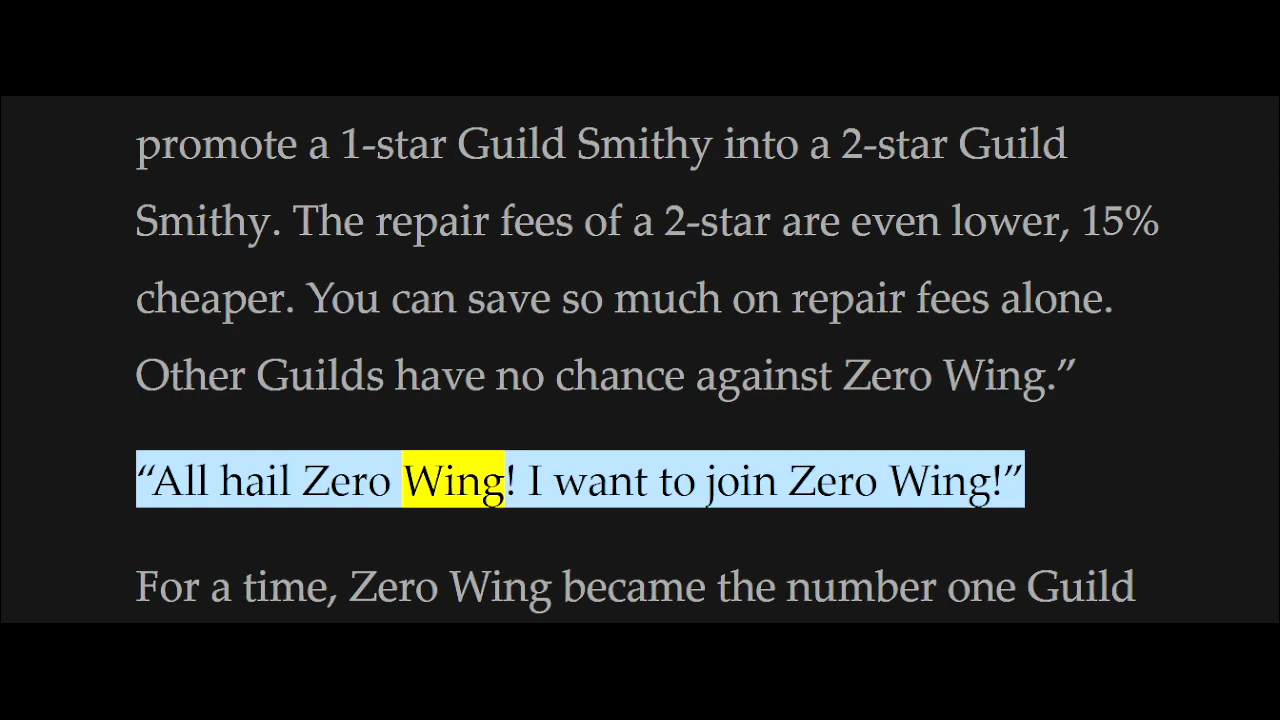 promote a 1-star Guild Smithy into a 2-star Guild
Smithy. The repair fees of a 2-star are even lower, 15%
cheaper. You can save so much on repair fees alone.
Other Guilds have no chance against Zero Wing.”
“All hail Zero Wing! I want to join Zero Wing!”
For a time, Zero Wing became the number one Guild